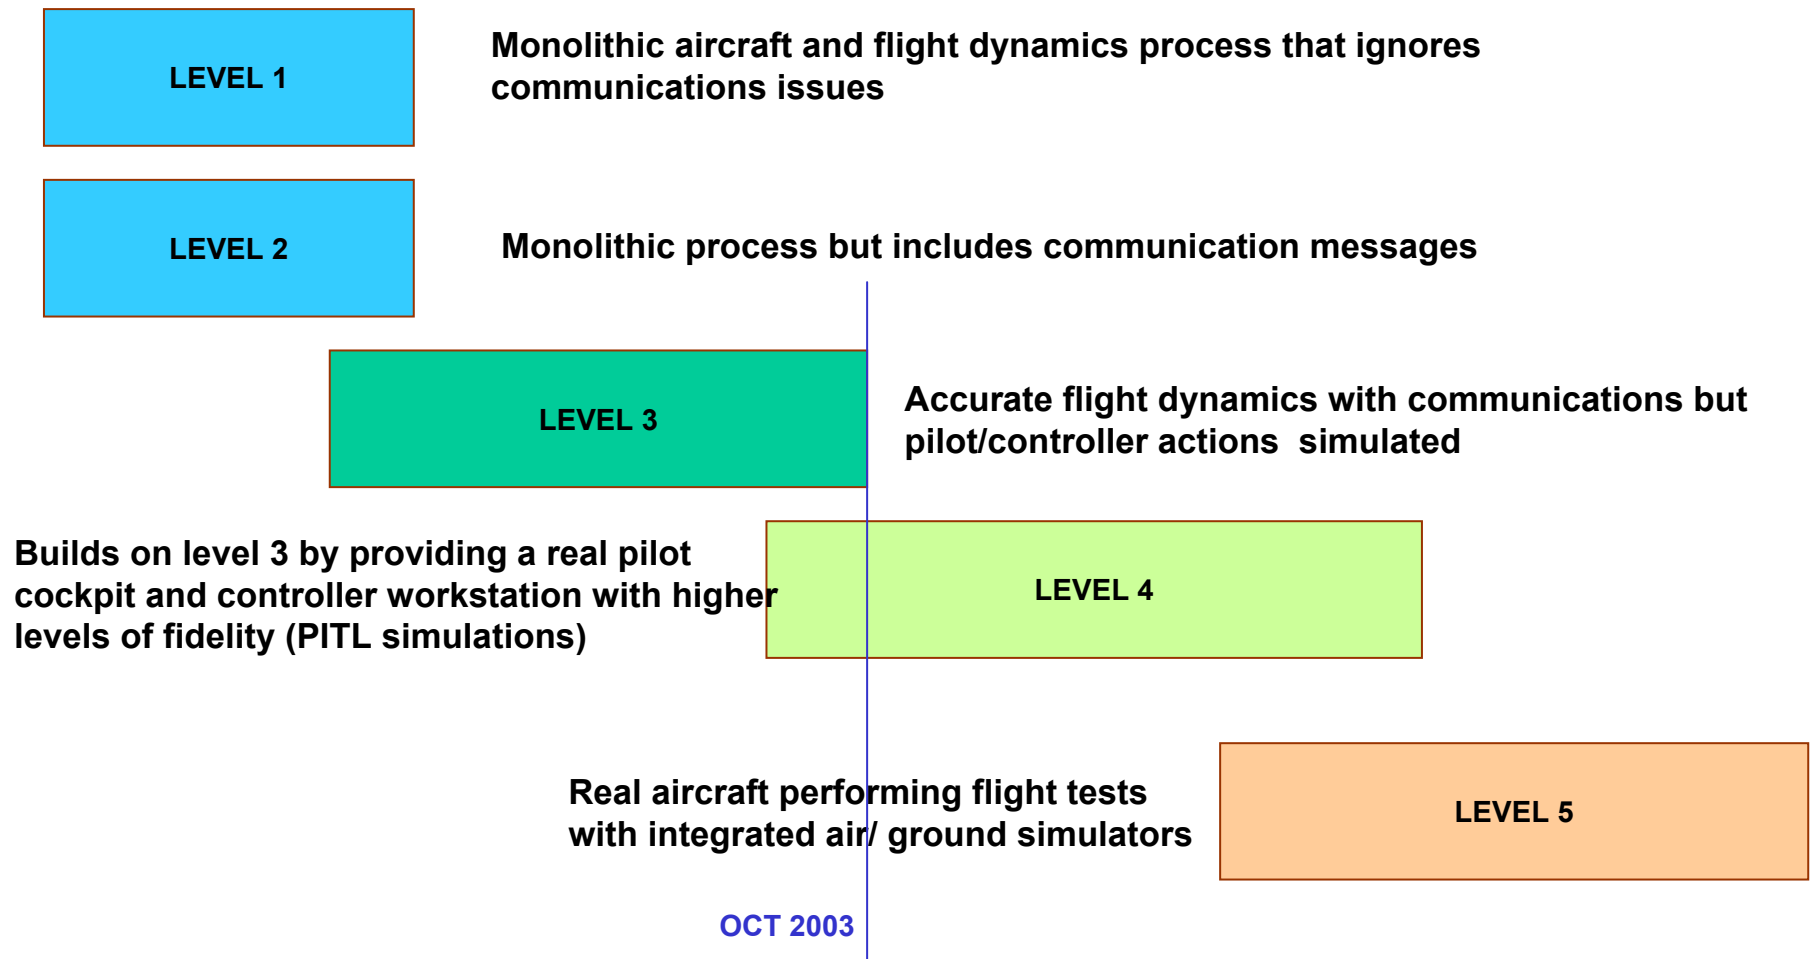 LEVEL 1
Monolithic aircraft and flight dynamics process that ignores
communications issues
LEVEL 2
Monolithic process but includes communication messages
LEVEL 3
Accurate flight dynamics with communications but
pilot/controller actions  simulated
Builds on level 3 by providing a real pilot
cockpit and controller workstation with higher
levels of fidelity (PITL simulations)
LEVEL 4
Real aircraft performing flight tests
with integrated air/ ground simulators
LEVEL 5
OCT 2003